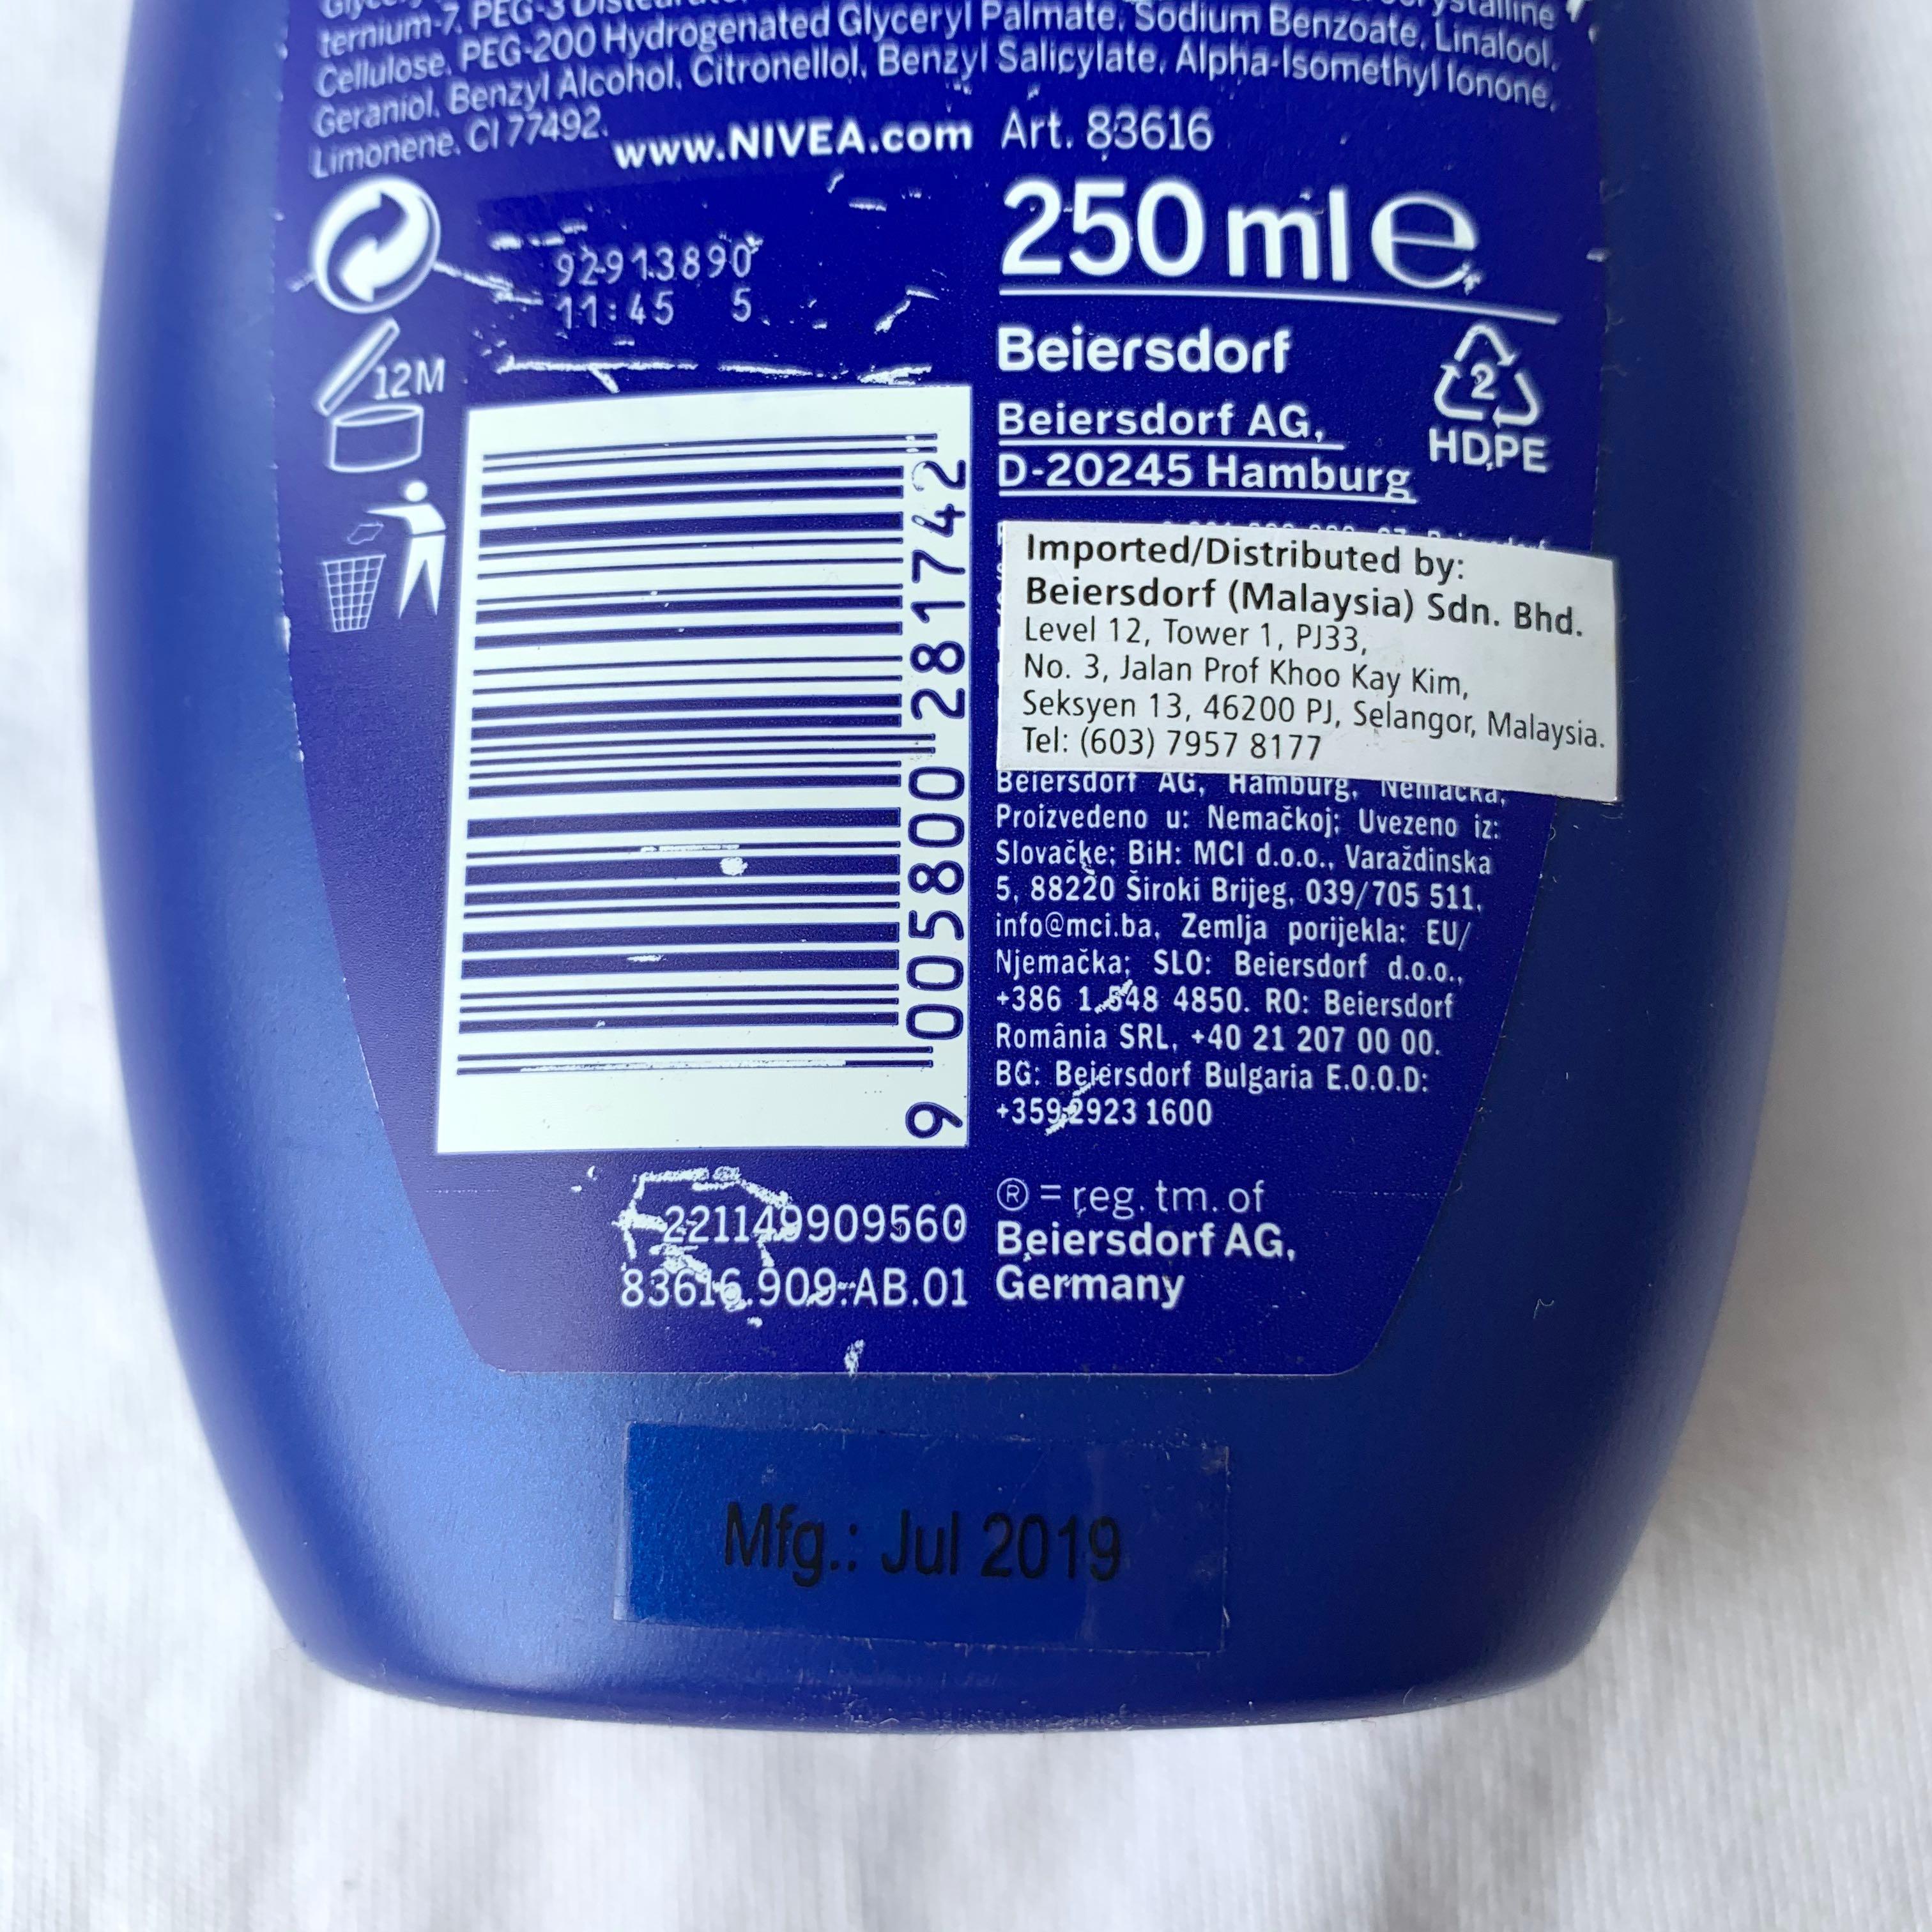 ternium-7, PEG-3
Cellulose, PEG-200 Hydrogenated Glyceryl Palmate, Sodium Benzoate, Linalool,
Geraniol, Benzyl Alcohol, Citronellol, Benzyl Salicylate, Alpha-Isomethyl Ionone,
Limonene, CI 77492.
www.NIVEA.com Art. 83616
92913890
11:45 5
250 ml e
12M
Beiersdorf
Beiersdorf AG,
D-20245 Hamburg
2
HDPE
Imported/Distributed by:
Beiersdorf (Malaysia) Sdn. Bhd.
Level 12, Tower 1, PJ33,
No. 3, Jalan Prof Khoo Kay Kim,
Seksyen 13, 46200 PJ, Selangor, Malaysia.
Tel: (603) 7957 8177
Beiersdorf AG, Hamburg, Nemačka,
Proizvedeno u: Nemačkoj; Uvezeno iz:
Slovačke; BiH: MCI d.o.o., Varaždinska
5, 88220 Široki Brijeg, 039/705 511,
info@mci.ba, Zemlja porijekla: EU/
Njemačka; SLO: Beiersdorf d.o.o.,
+386 1 548 4850. RO: Beiersdorf
România SRL, +40 21 207 00 00.
BG: Beiersdorf Bulgaria E.O.O.D:
+359 2923 1600
9 005800 281742
221149909560
83616.909.AB.01
® = reg. tm. of
Beiersdorf AG,
Germany
Mfg.: Jul 2019